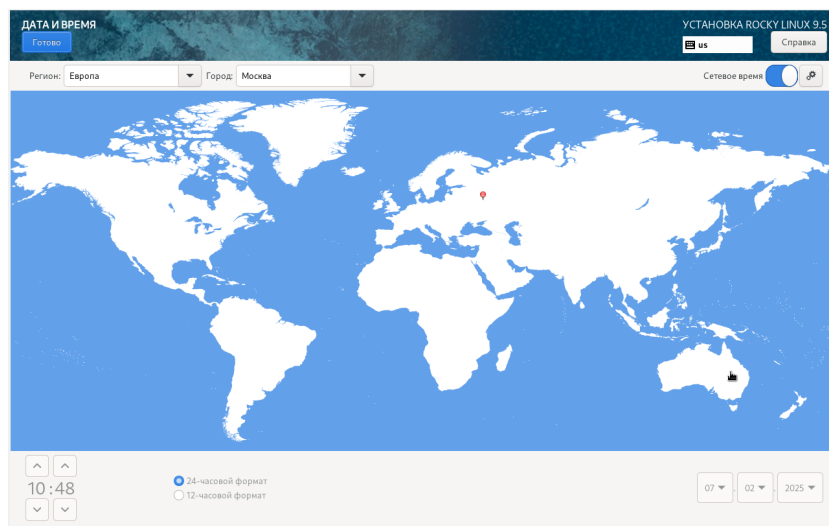 ДАТА И ВРЕМЯ
УСТАНОВКА ROCKY LINUX 9.5
Готово
us
Справка
Регион: Европа
Город: Москва
Сетевое время
10:48
24-часовой формат
12-часовой формат
07 . 02 . 2025